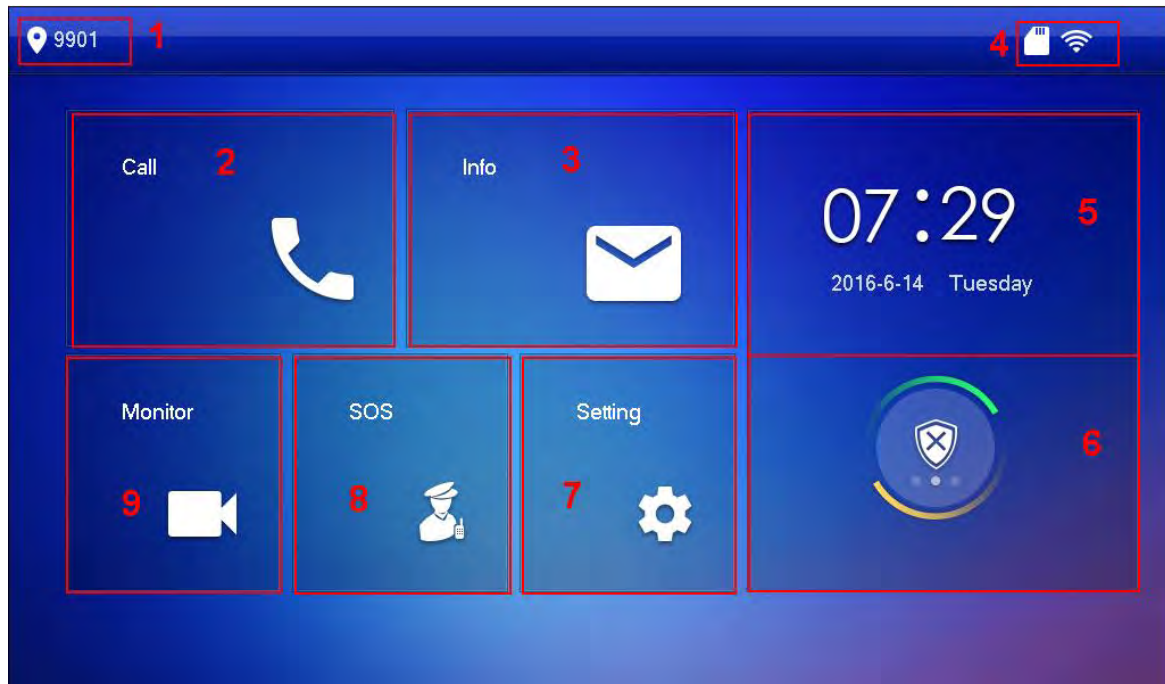 9901 1
4
Call 2
Info 3
07:29 5
2016-6-14 Tuesday
Monitor
SOS
Setting
6
9
8
7